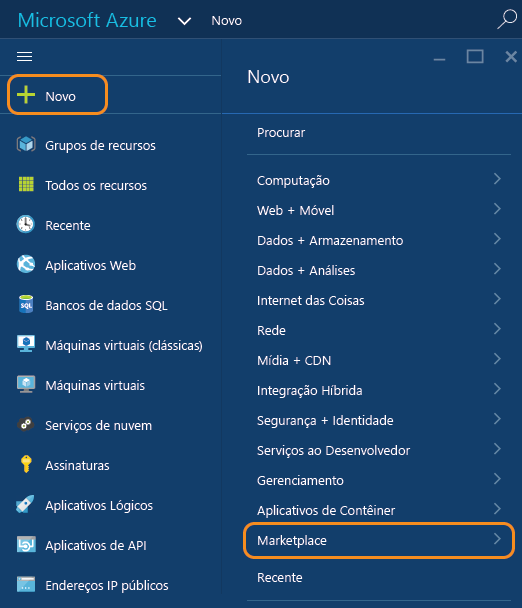 Microsoft Azure Novo
Novo
Grupos de recursos
Todos os recursos
Recente
Aplicativos Web
Bancos de dados SQL
Máquinas virtuais (clássicas)
Máquinas virtuais
Serviços de nuvem
Assinaturas
Aplicativos Lógicos
Aplicativos de API
Endereços IP públicos
Novo
Procurar
Computação
Web + Móvel
Dados + Armazenamento
Dados + Análises
Internet das Coisas
Rede
Mídia + CDN
Integração Híbrida
Segurança + Identidade
Serviços ao Desenvolvedor
Gerenciamento
Aplicativos de Contêiner
Marketplace
Recente